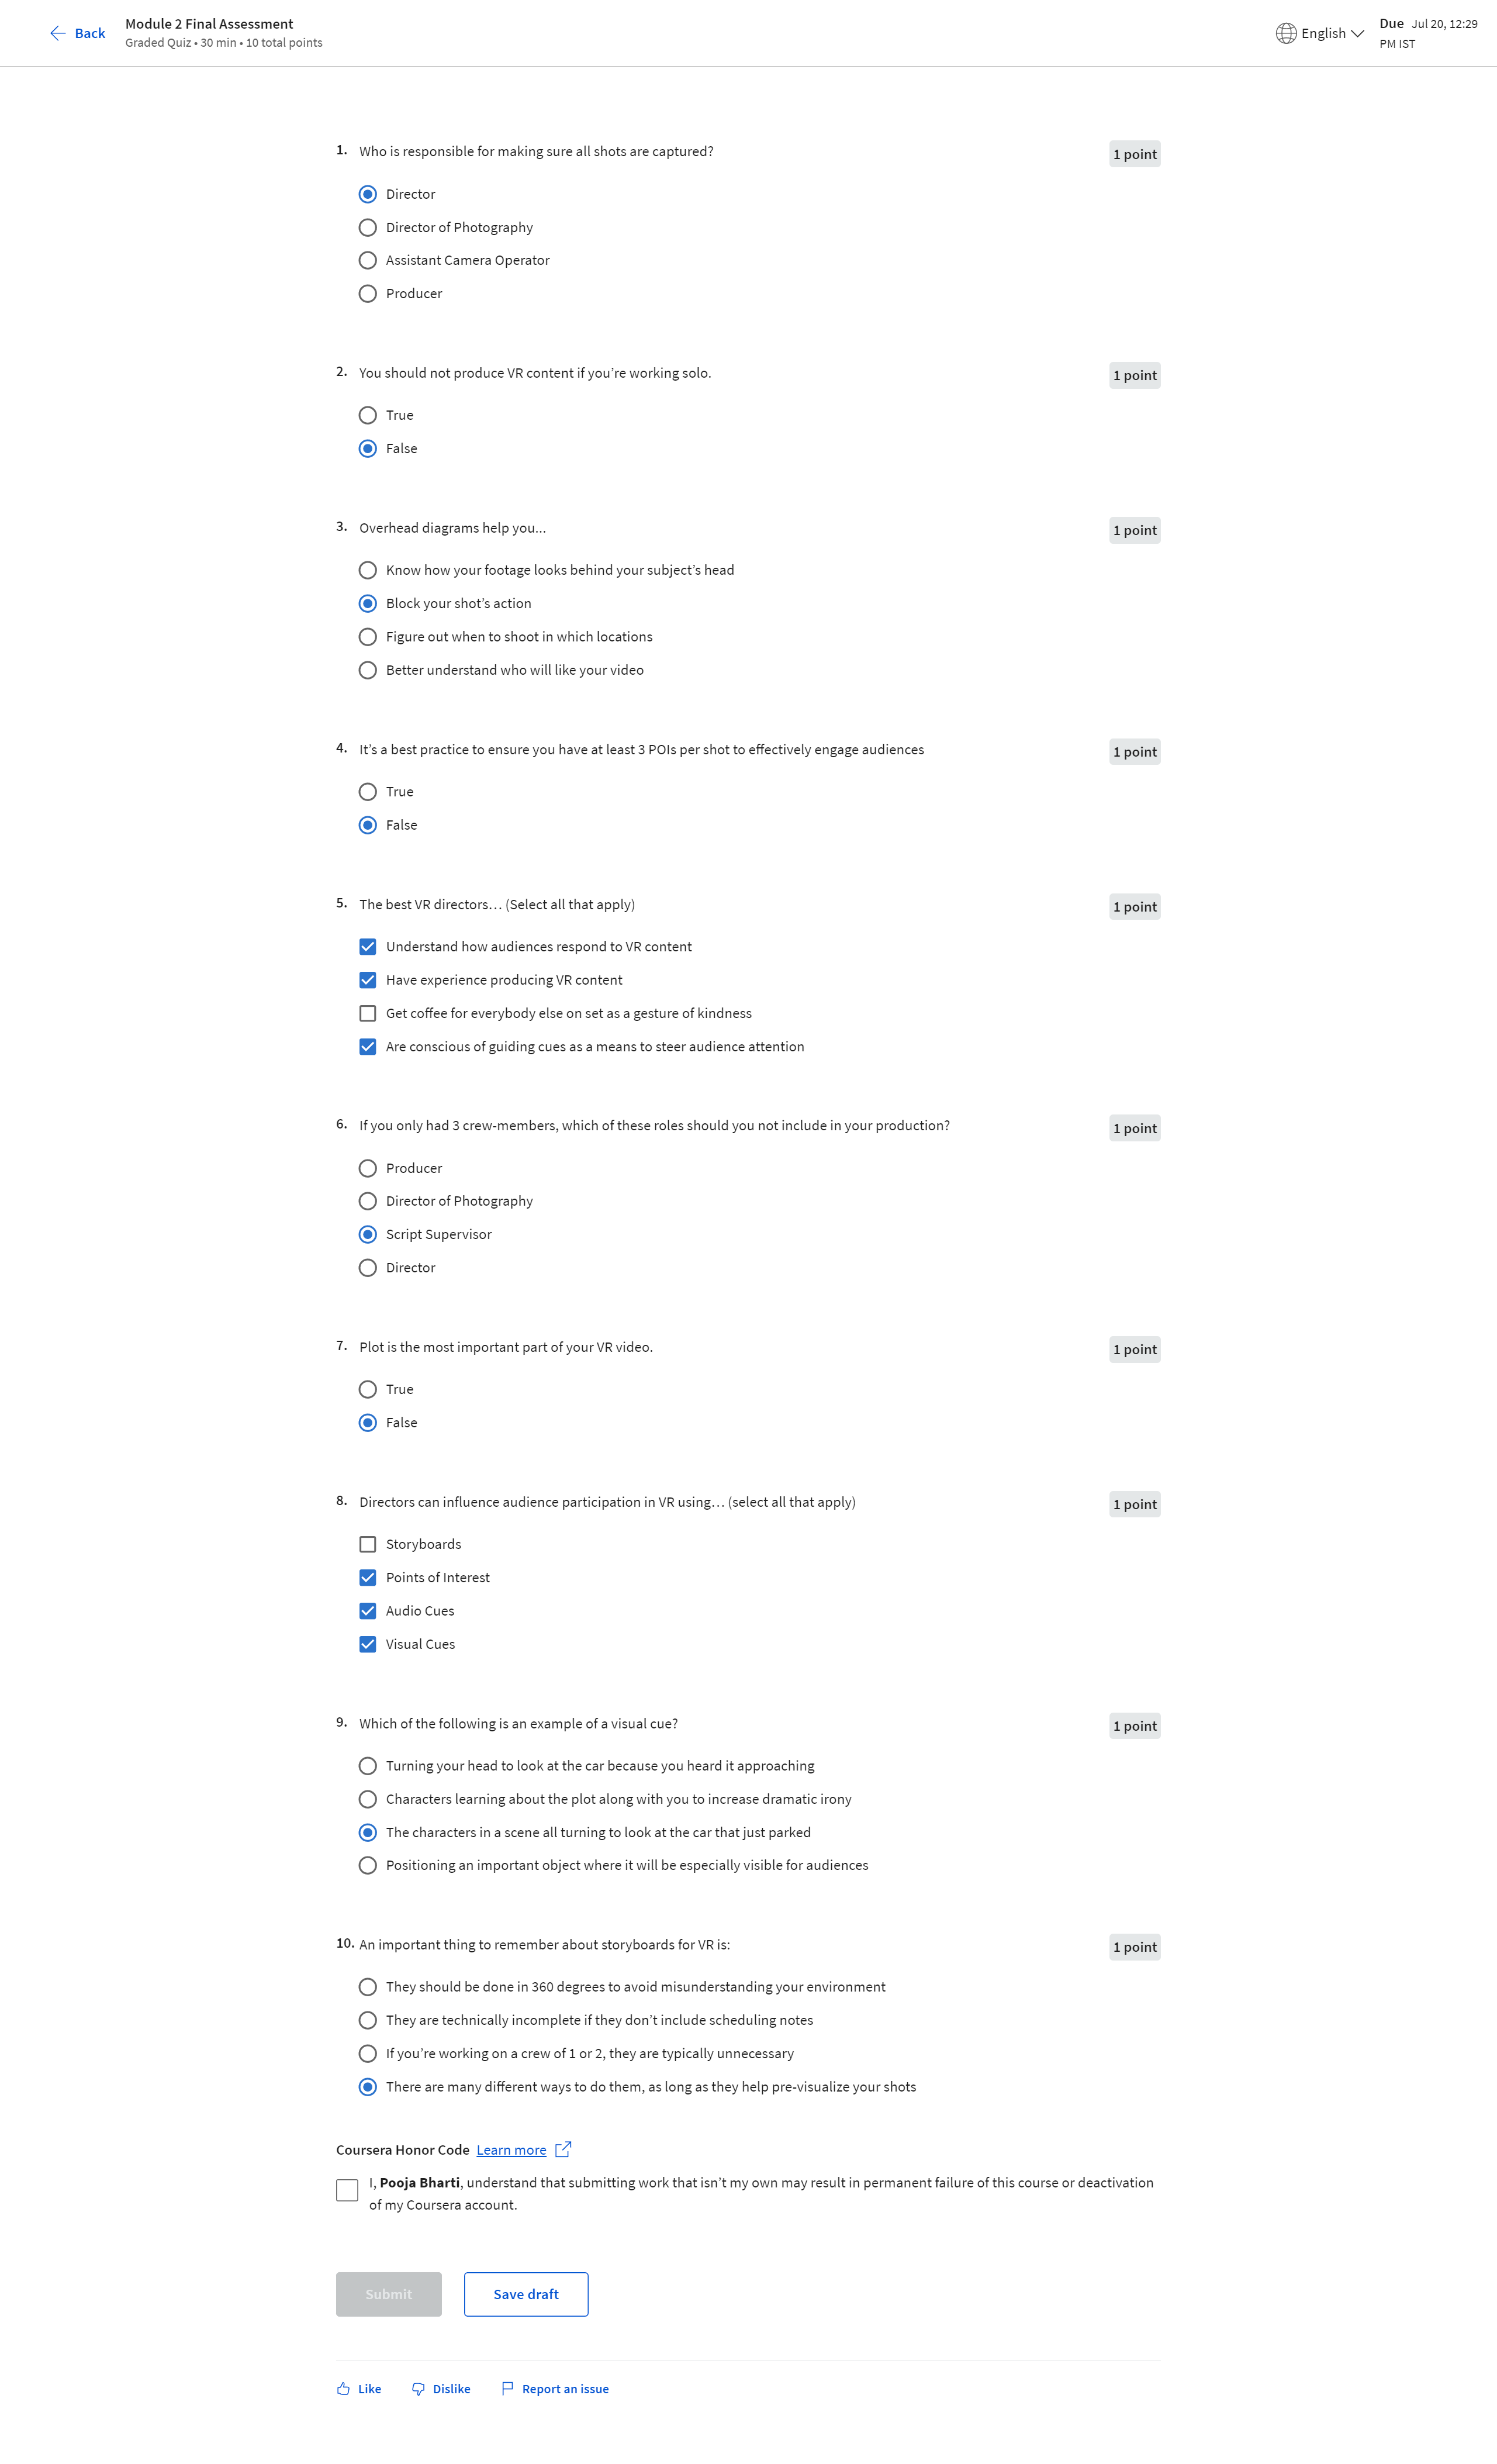 Back
Module 2 Final Assessment
Graded Quiz • 30 min • 10 total points
English
Due Jul 20, 12:29
PM IST
1. Who is responsible for making sure all shots are captured?
1 point
Director
Director of Photography
Assistant Camera Operator
Producer
2. You should not produce VR content if you’re working solo.
1 point
True
False
3. Overhead diagrams help you...
1 point
Know how your footage looks behind your subject’s head
Block your shot’s action
Figure out when to shoot in which locations
Better understand who will like your video
4. It’s a best practice to ensure you have at least 3 POIs per shot to effectively engage audiences
1 point
True
False
5. The best VR directors… (Select all that apply)
1 point
Understand how audiences respond to VR content
Have experience producing VR content
Get coffee for everybody else on set as a gesture of kindness
Are conscious of guiding cues as a means to steer audience attention
6. If you only had 3 crew-members, which of these roles should you not include in your production?
1 point
Producer
Director of Photography
Script Supervisor
Director
7. Plot is the most important part of your VR video.
1 point
True
False
8. Directors can influence audience participation in VR using… (select all that apply)
1 point
Storyboards
Points of Interest
Audio Cues
Visual Cues
9. Which of the following is an example of a visual cue?
1 point
Turning your head to look at the car because you heard it approaching
Characters learning about the plot along with you to increase dramatic irony
The characters in a scene all turning to look at the car that just parked
Positioning an important object where it will be especially visible for audiences
10. An important thing to remember about storyboards for VR is:
1 point
They should be done in 360 degrees to avoid misunderstanding your environment
They are technically incomplete if they don’t include scheduling notes
If you’re working on a crew of 1 or 2, they are typically unnecessary
There are many different ways to do them, as long as they help pre-visualize your shots
Coursera Honor Code Learn more
I, Pooja Bharti, understand that submitting work that isn’t my own may result in permanent failure of this course or deactivation
of my Coursera account.
Submit
Save draft
Like
Dislike
Report an issue